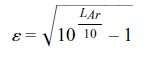 ε = √(10^(L_Ar/10) − 1)